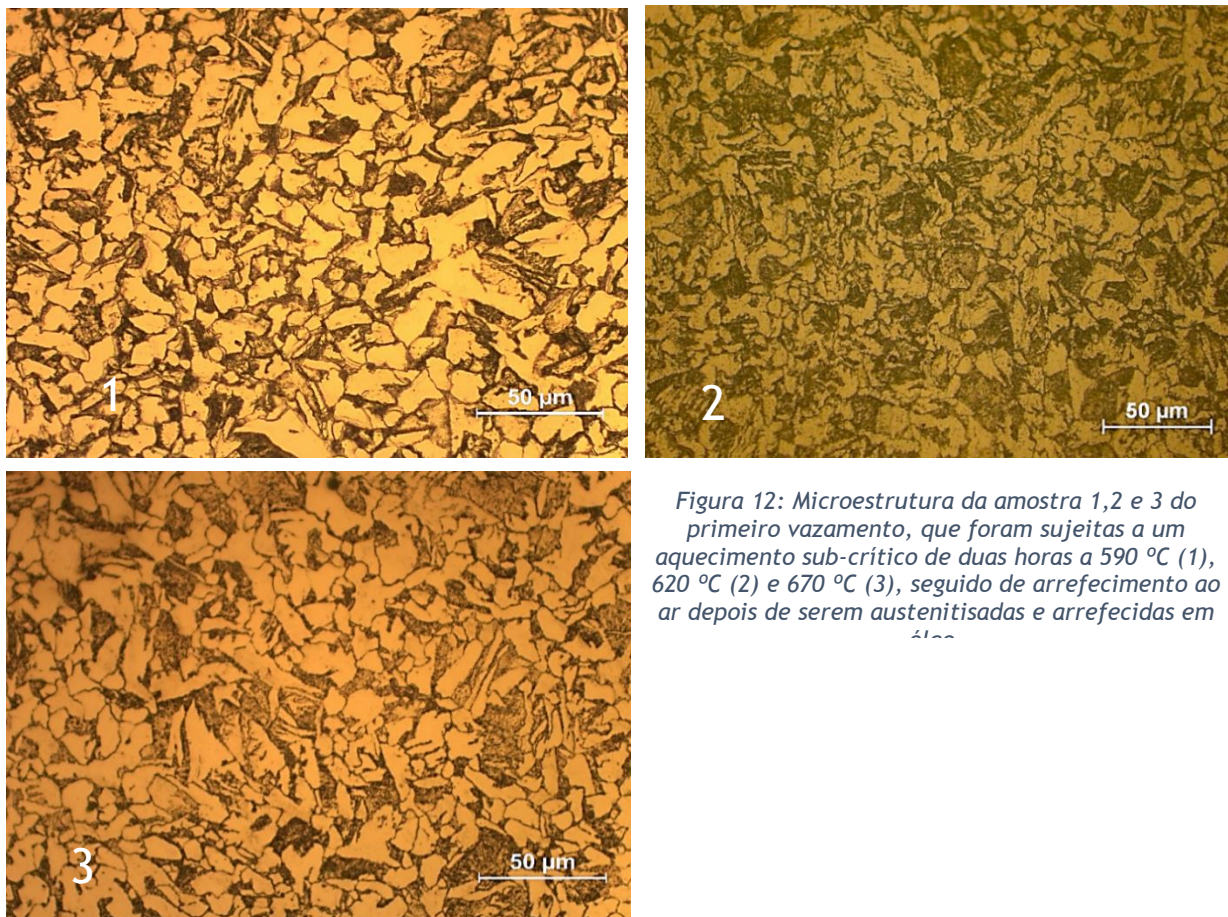 1
50 µm
2
50 µm
3
50 µm
Figura 12: Microestrutura da amostra 1,2 e 3 do
primeiro vazamento, que foram sujeitas a um
aquecimento sub-crítico de duas horas a 590 ºC (1),
620 ºC (2) e 670 ºC (3), seguido de arrefecimento ao
ar depois de serem austenitisadas e arrefecidas em